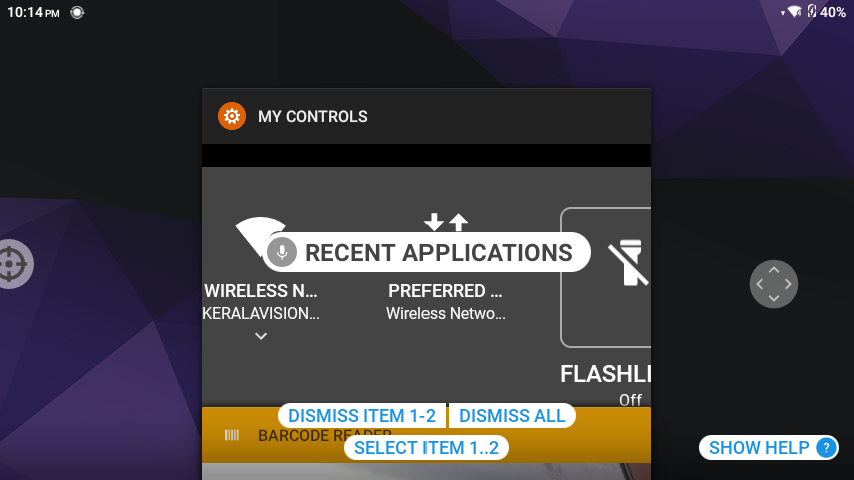 10:14 PM
40%
MY CONTROLS
RECENT APPLICATIONS
WIRELESS N...
PREFERRED ...
KERALAVISION...
Wireless Netwo...
FLASHLI
Off
DISMISS ITEM 1-2
DISMISS ALL
BARCODE READER
SELECT ITEM 1..2
SHOW HELP ?